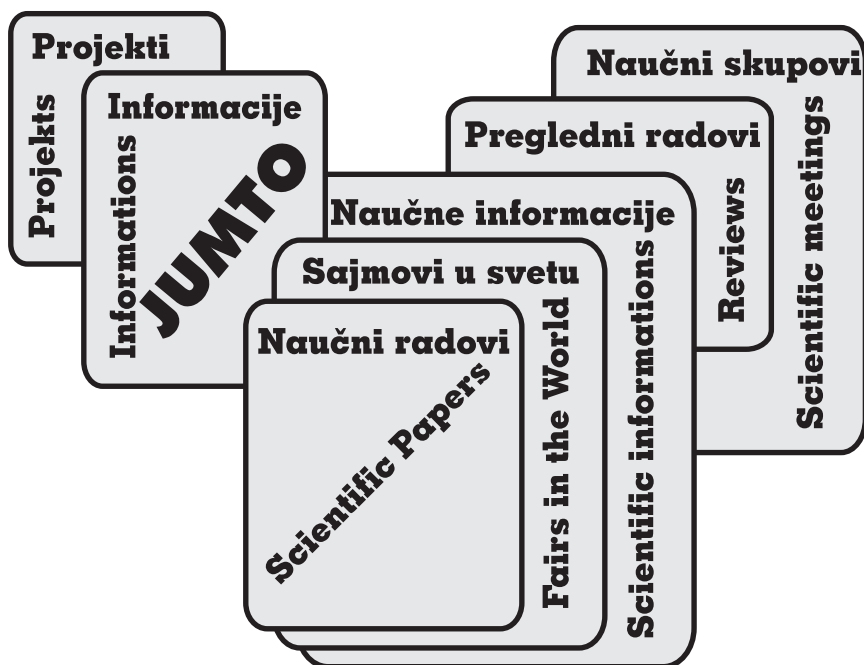 Projekti
Projekts
Informacije
Informations
JUMTO
Naučni skupovi
Scientific meetings
Pregledni radovi
Reviews
Naučne informacije
Scientific informations
Sajmovi u svetu
Fairs in the World
Naučni radovi
Scientific Papers